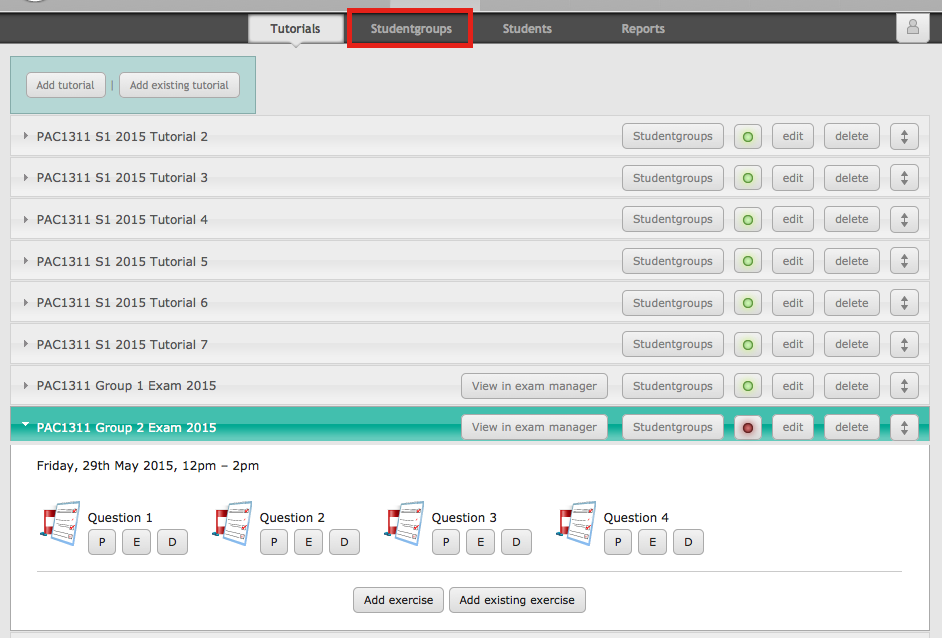 Tutorials Studentgroups Students Reports
Add tutorial | Add existing tutorial
PAC1311 S1 2015 Tutorial 2 Studentgroups edit delete
PAC1311 S1 2015 Tutorial 3 Studentgroups edit delete
PAC1311 S1 2015 Tutorial 4 Studentgroups edit delete
PAC1311 S1 2015 Tutorial 5 Studentgroups edit delete
PAC1311 S1 2015 Tutorial 6 Studentgroups edit delete
PAC1311 S1 2015 Tutorial 7 Studentgroups edit delete
PAC1311 Group 1 Exam 2015 View in exam manager Studentgroups edit delete
PAC1311 Group 2 Exam 2015 View in exam manager Studentgroups edit delete
Friday, 29th May 2015, 12pm – 2pm
Question 1 Question 2 Question 3 Question 4
P E D P E D P E D P E D
Add exercise Add existing exercise